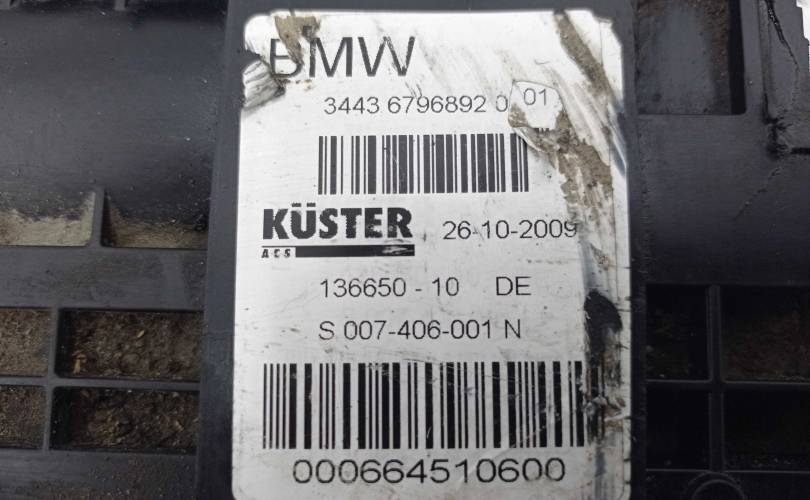 BMW
3443 6796892 0 01
KÜSTER 26-10-2009
ACS
136650 - 10 DE
S 007-406-001 N
000664510600